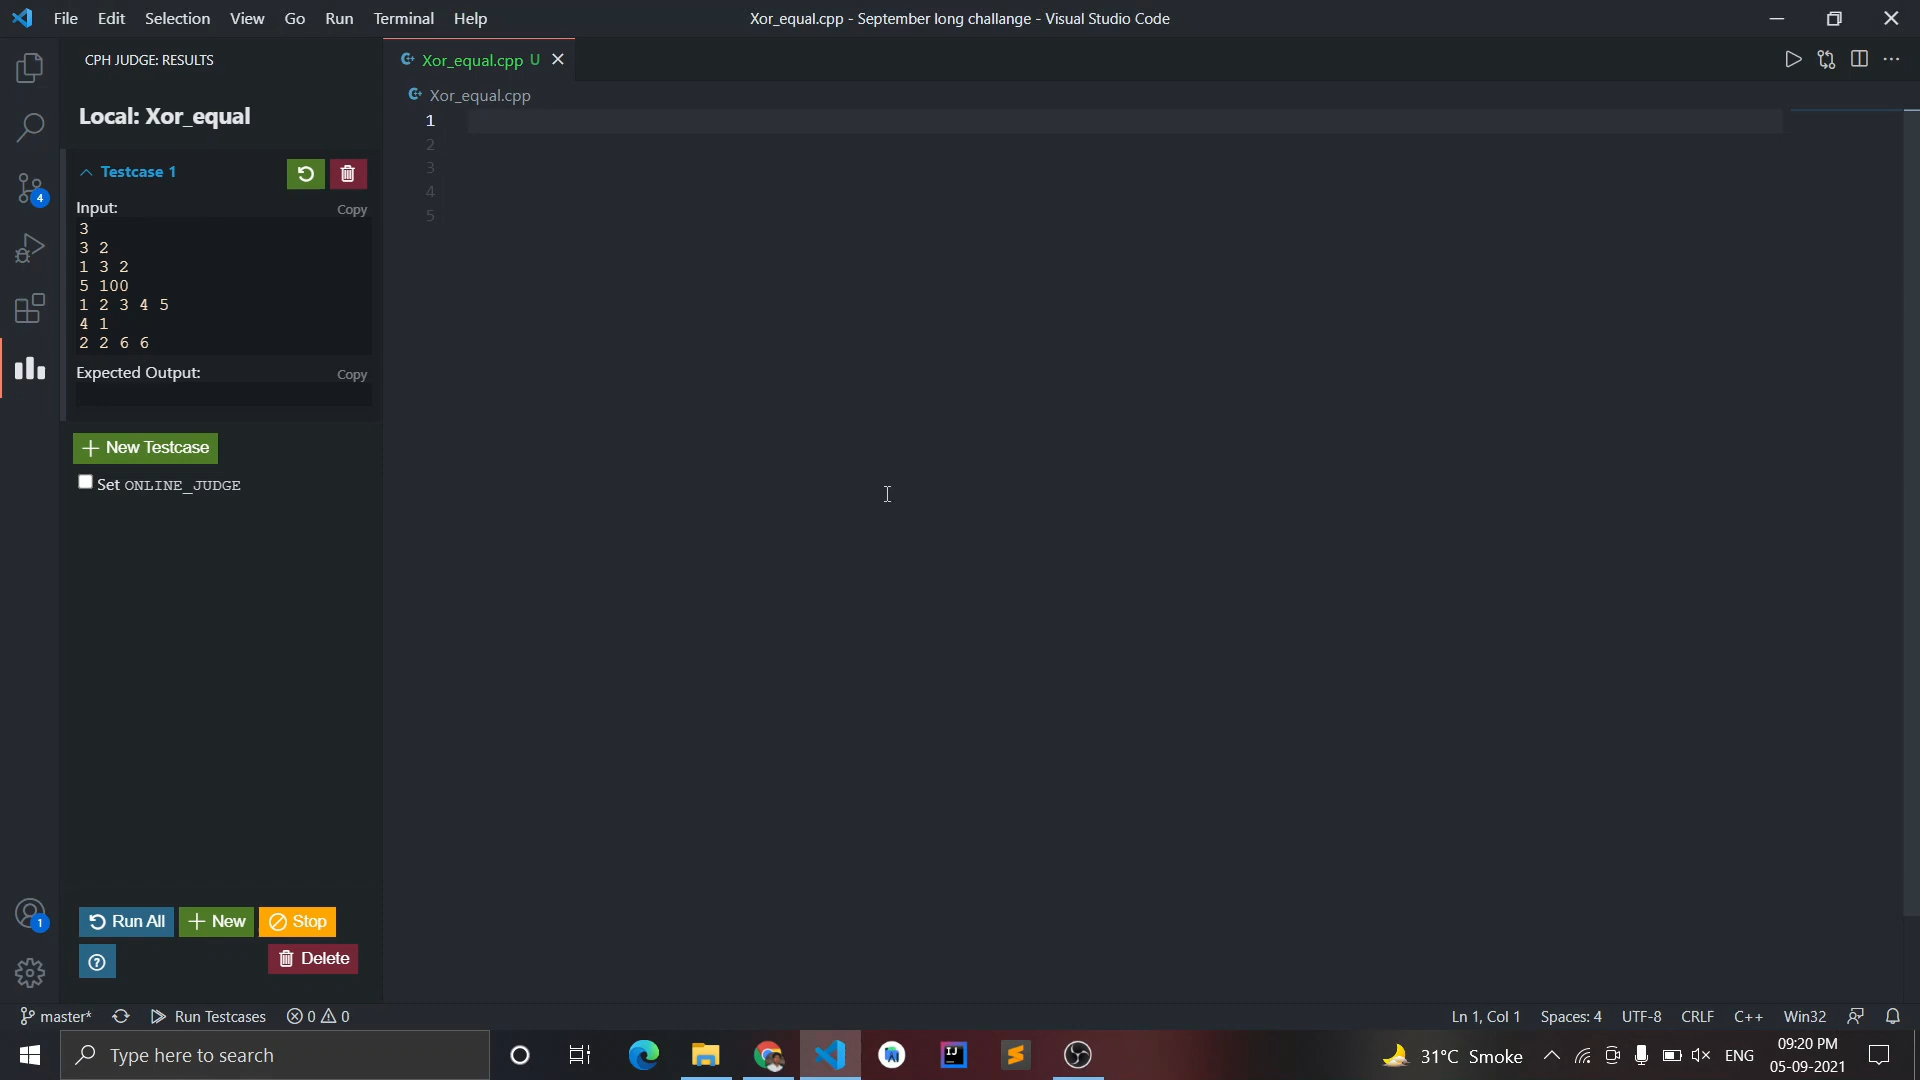 File Edit Selection View Go Run Terminal Help
Xor_equal.cpp - September long challange - Visual Studio Code
CPH JUDGE: RESULTS
Xor_equal.cpp U
Xor_equal.cpp
Local: Xor_equal
1
2
3
4
5
Testcase 1
Input:
Copy
3
3 2
1 3 2
5 100
1 2 3 4 5
4 1
2 2 6 6
Expected Output:
Copy
New Testcase
Set ONLINE_JUDGE
4
1
Run All
New
Stop
Delete
master*
Run Testcases
0
0
Ln 1, Col 1
Spaces: 4
UTF-8
CRLF
C++
Win32
Type here to search
IJ
31°C Smoke
ENG
09:20 PM
05-09-2021